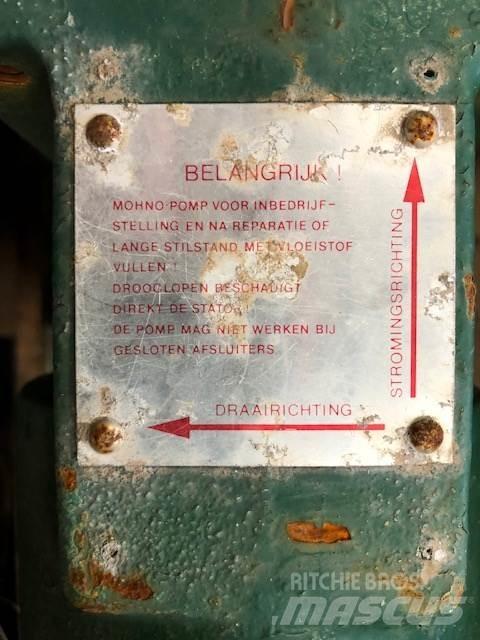 BELANGRIJK !
MOHNO-POMP VOOR INBEDRIJF-
STELLING EN NA REPARATIE OF
LANGE STILSTAND MET VLOEISTOF
VULLEN !
DROOGLOPEN BESCHADIGT
DIREKT DE STATO
DE POMP MAG NIET WERKEN BIJ
GESLOTEN AFSLUITERS
STROMINGSRICHTING
DRAAIRICHTING
RITCHIE BROS
MASCUS